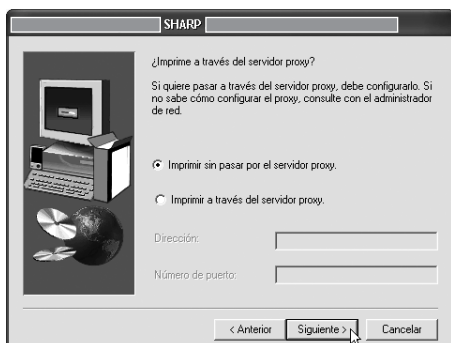 SHARP
¿Imprime a través del servidor proxy?
Si quiere pasar a través del servidor proxy, debe configurarlo. Si
no sabe cómo configurar el proxy, consulte con el administrador
de red.
Imprimir sin pasar por el servidor proxy.
Imprimir a través del servidor proxy.
Dirección:
Número de puerto:
< Anterior
Siguiente >
Cancelar